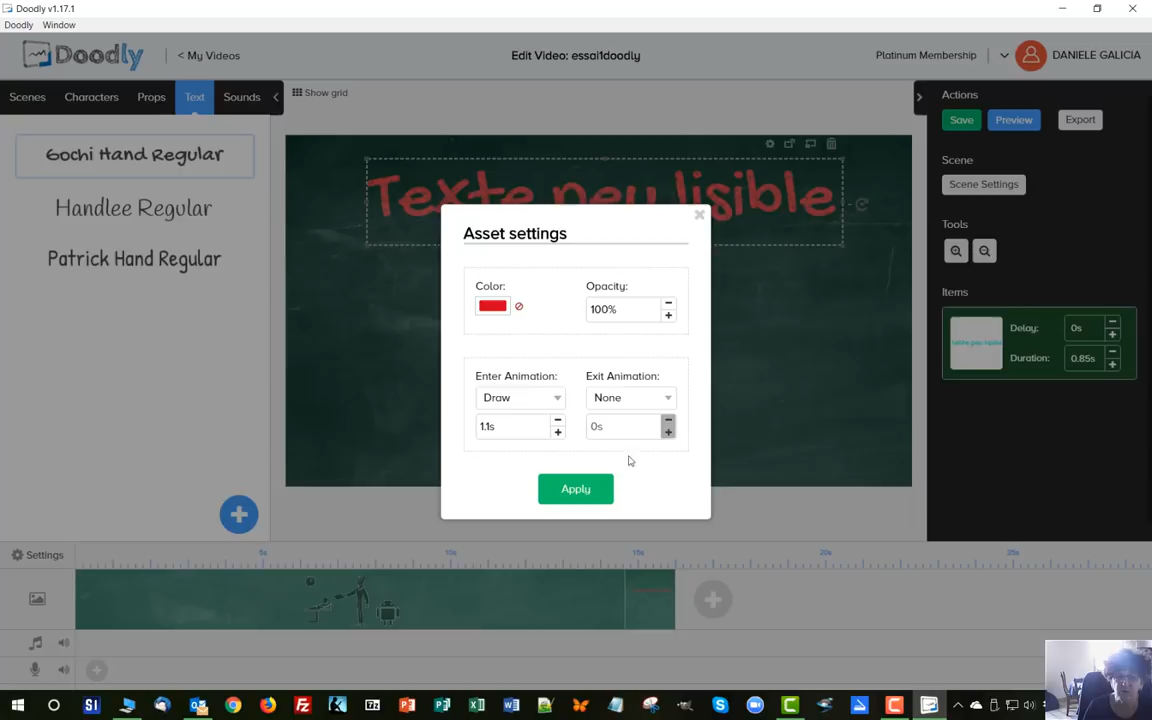 Doodly v1.17.1
Doodly Window
Doodly
< My Videos
Edit Video: essai1doodly
Platinum Membership
DANIELE GALICIA
Scenes
Characters
Props
Text
Sounds
Show grid
Actions
Save
Preview
Export
Gochi Hand Regular
Handlee Regular
Patrick Hand Regular
Texte peu lisible
Scene
Scene Settings
Tools
Items
Delay:
0s
Duration:
0.85s
Asset settings
Color:
Opacity:
100%
Enter Animation:
Exit Animation:
Draw
None
1.1s
0s
Apply
Settings
5s
10s
15s
20s
25s